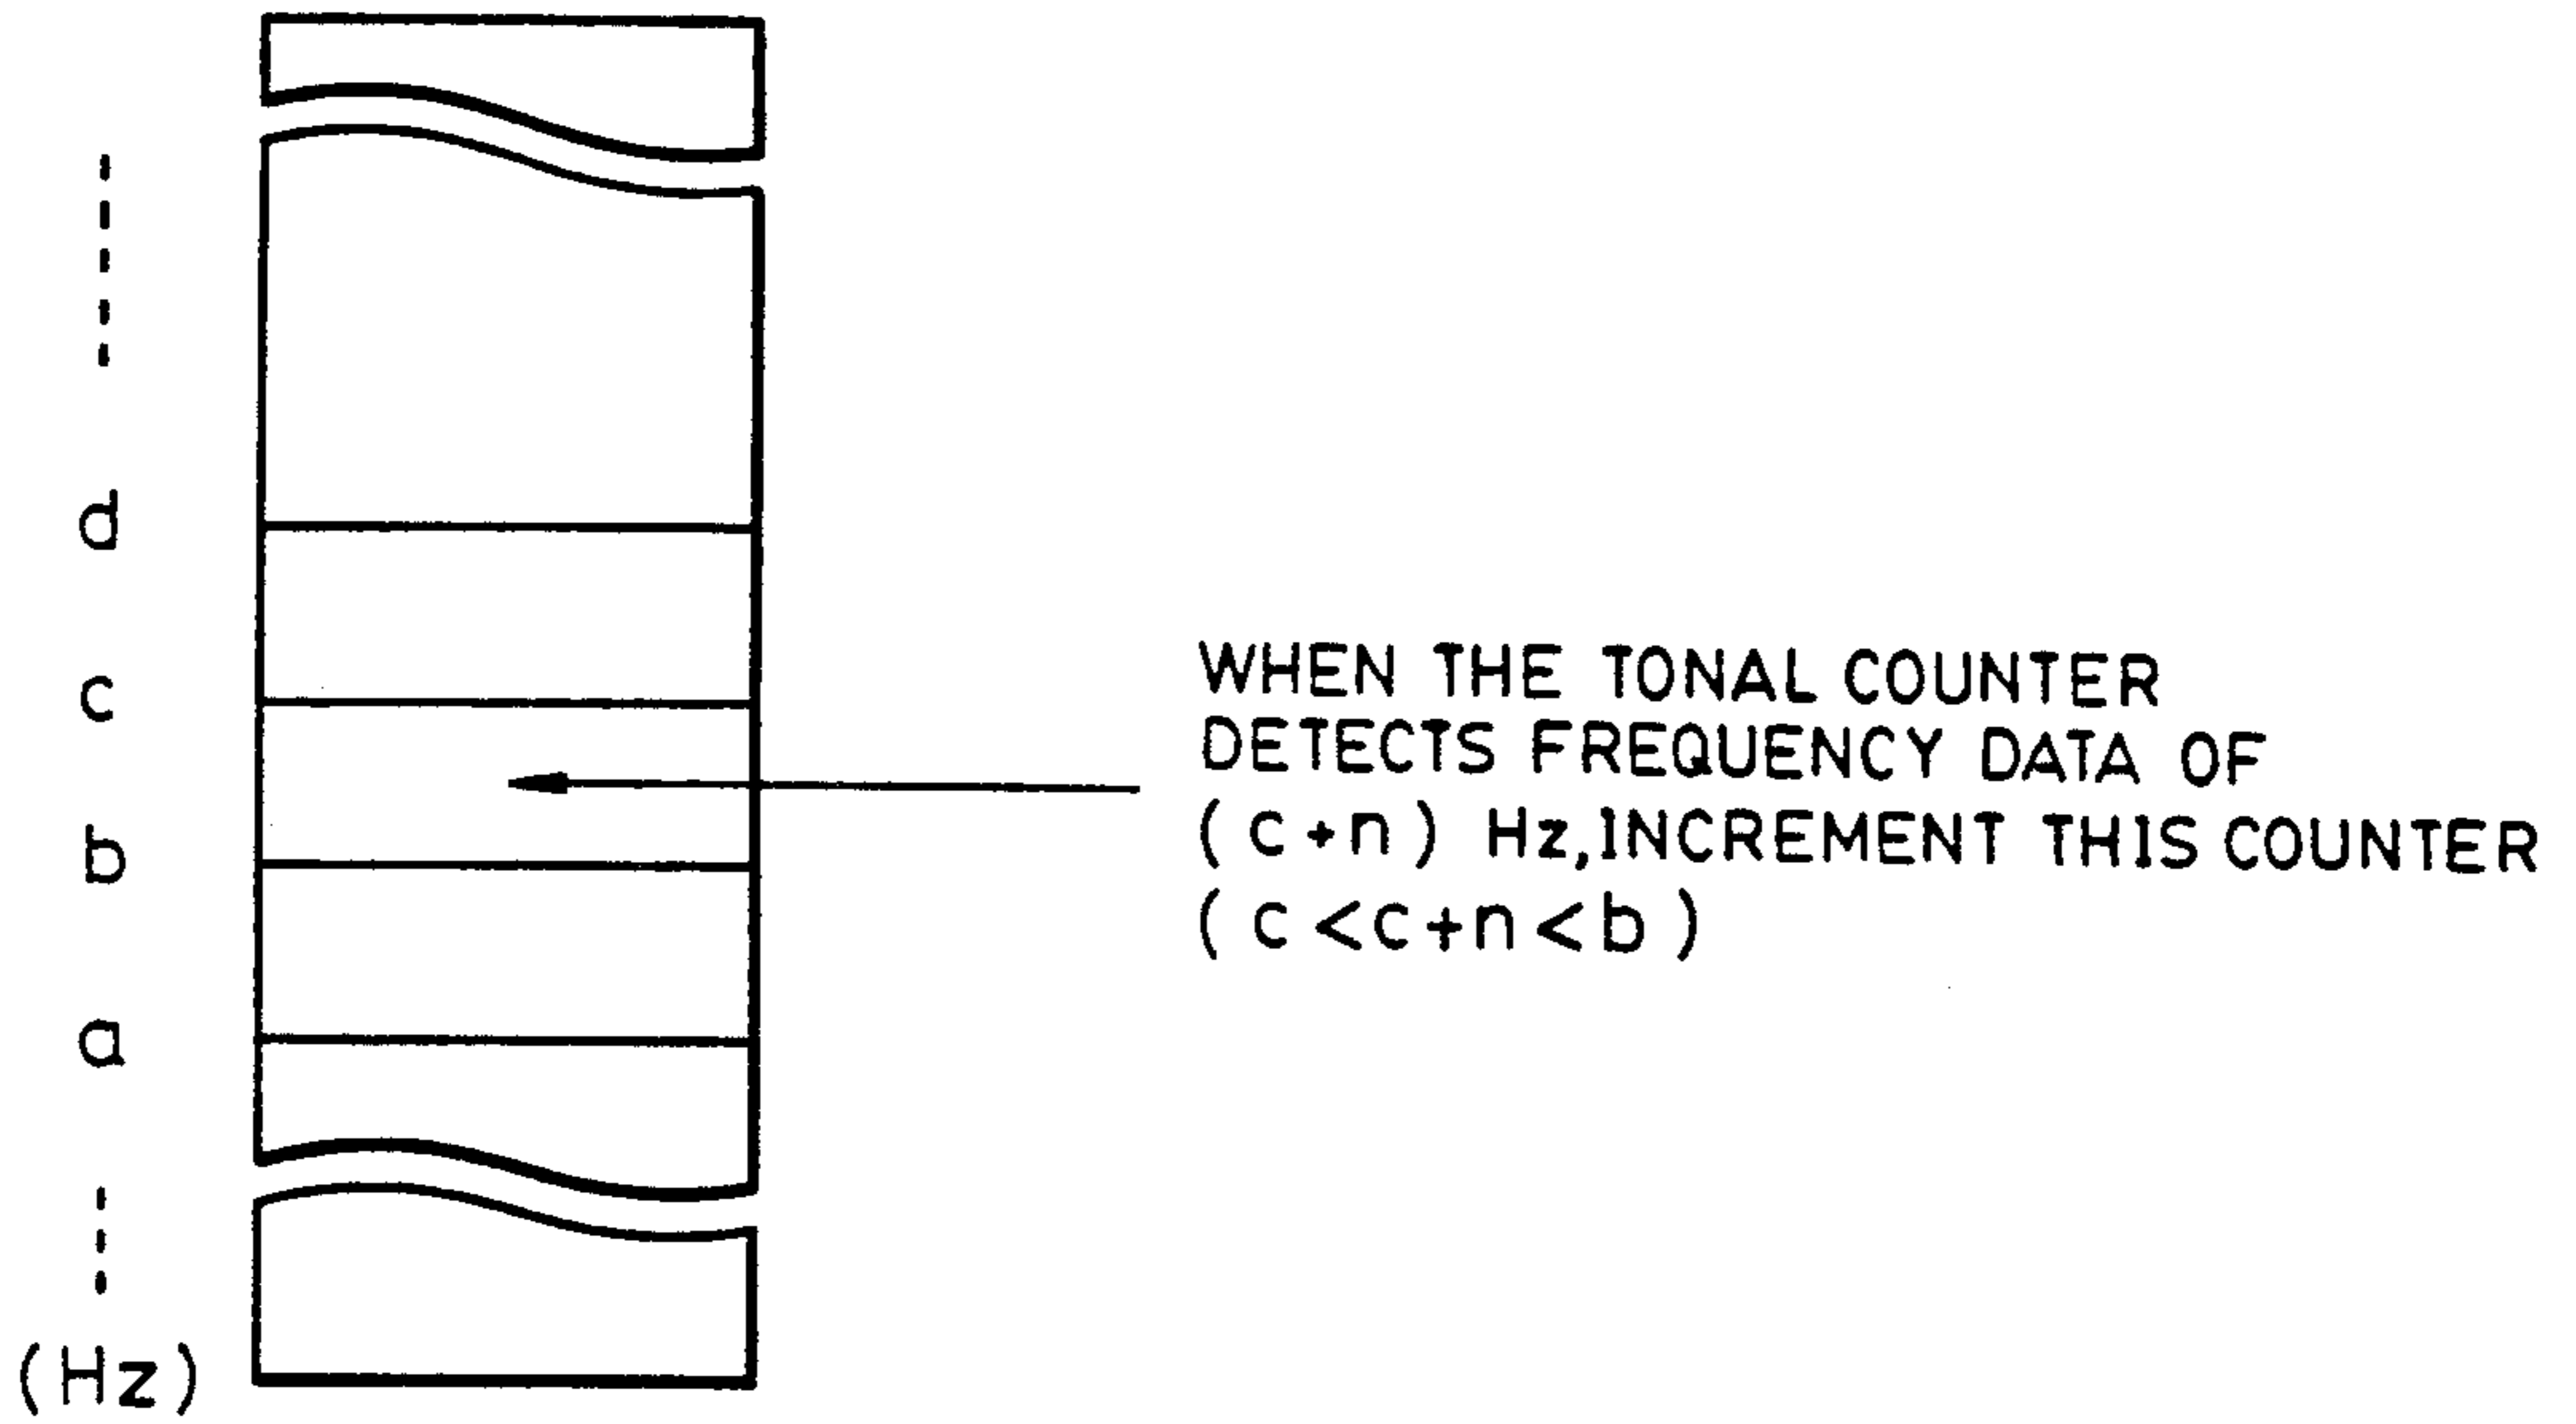 d
c
b
a
(Hz)
WHEN THE TONAL COUNTER
DETECTS FREQUENCY DATA OF
(c+n) Hz,INCREMENT THIS COUNTER
(c<c+n<b)